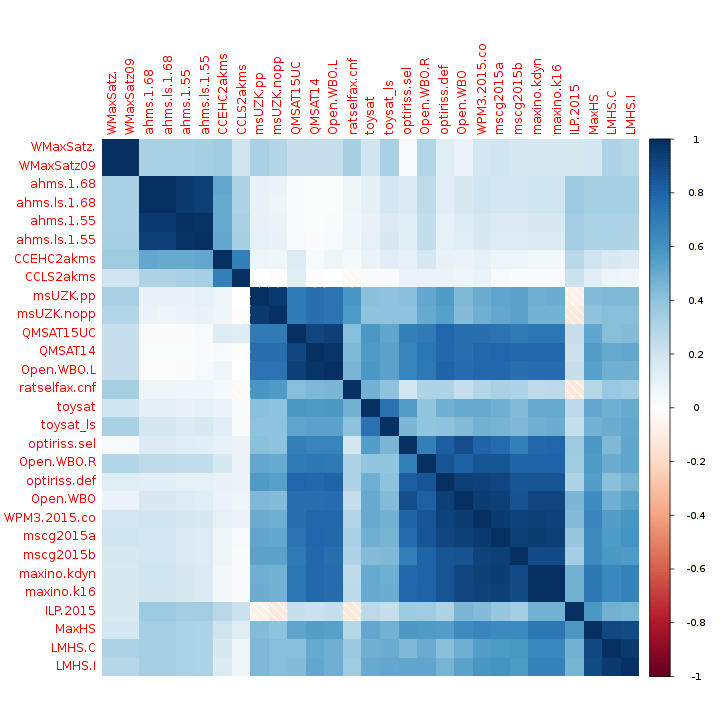 WMaxSatz.
WMaxSatz09
ahms.1.68
ahms.ls.1.68
ahms.1.55
ahms.ls.1.55
CCEHC2akms
CCLS2akms
msUZK.pp
msUZK.nopp
QMSAT15UC
QMSAT14
Open.WBO.L
ratselfax.cnf
toysat
toysat_ls
optiriss.sel
Open.WBO.R
optiriss.def
Open.WBO
WPM3.2015.co
mscg2015a
mscg2015b
maxino.kdyn
maxino.k16
ILP.2015
MaxHS
LMHS.C
LMHS.I
WMaxSatz.
WMaxSatz09
ahms.1.68
ahms.ls.1.68
ahms.1.55
ahms.ls.1.55
CCEHC2akms
CCLS2akms
msUZK.pp
msUZK.nopp
QMSAT15UC
QMSAT14
Open.WBO.L
ratselfax.cnf
toysat
toysat_ls
optiriss.sel
Open.WBO.R
optiriss.def
Open.WBO
WPM3.2015.co
mscg2015a
mscg2015b
maxino.kdyn
maxino.k16
ILP.2015
MaxHS
LMHS.C
LMHS.I
1
0.8
0.6
0.4
0.2
0
-0.2
-0.4
-0.6
-0.8
-1